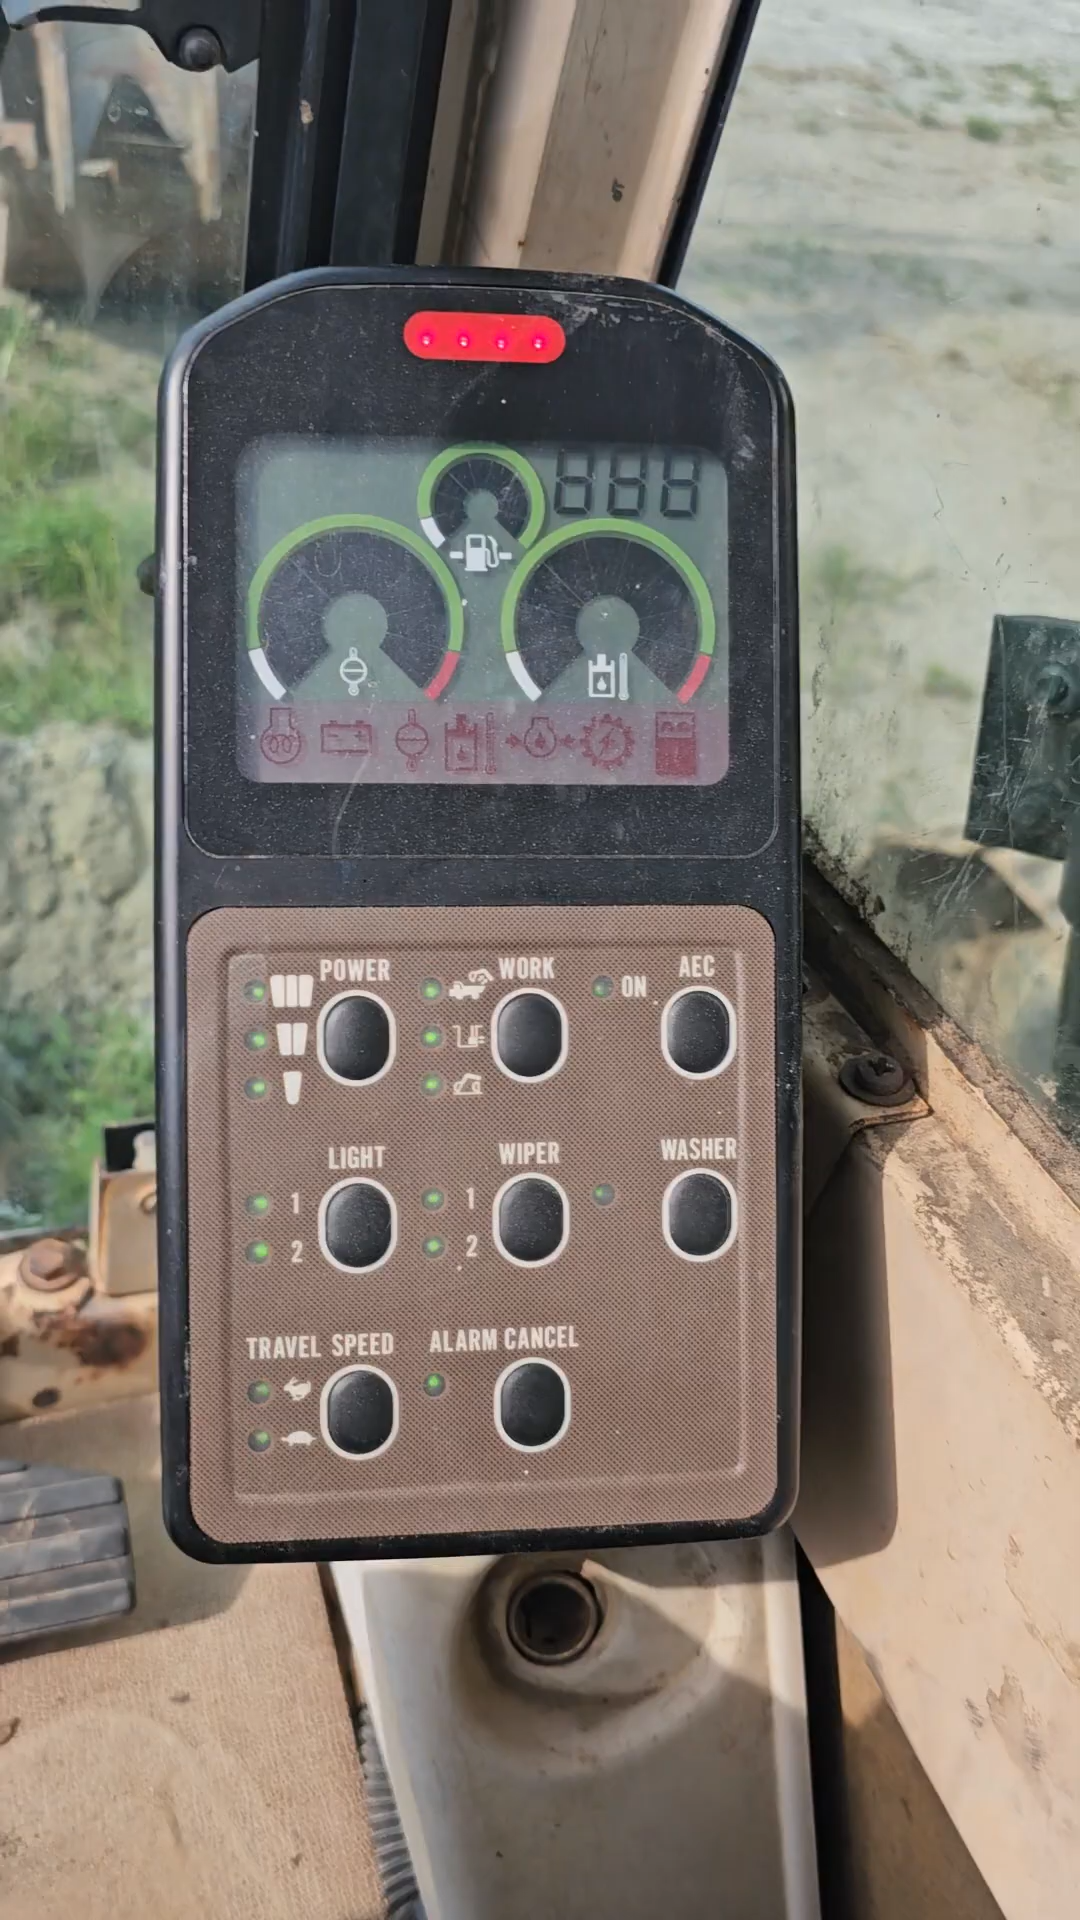 888
POWER
WORK
ON
AEC
LIGHT
1
2
WIPER
1
2
WASHER
TRAVEL SPEED
ALARM CANCEL